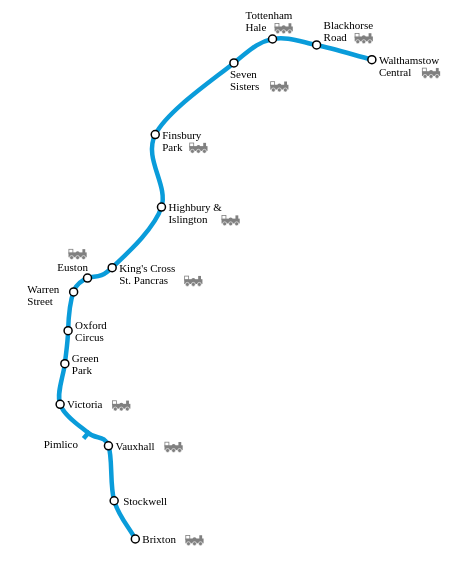 Tottenham
Hale
Blackhorse
Road
Walthamstow
Central
Seven
Sisters
Finsbury
Park
Highbury &
Islington
Euston
King's Cross
St. Pancras
Warren
Street
Oxford
Circus
Green
Park
Victoria
Pimlico
Vauxhall
Stockwell
Brixton